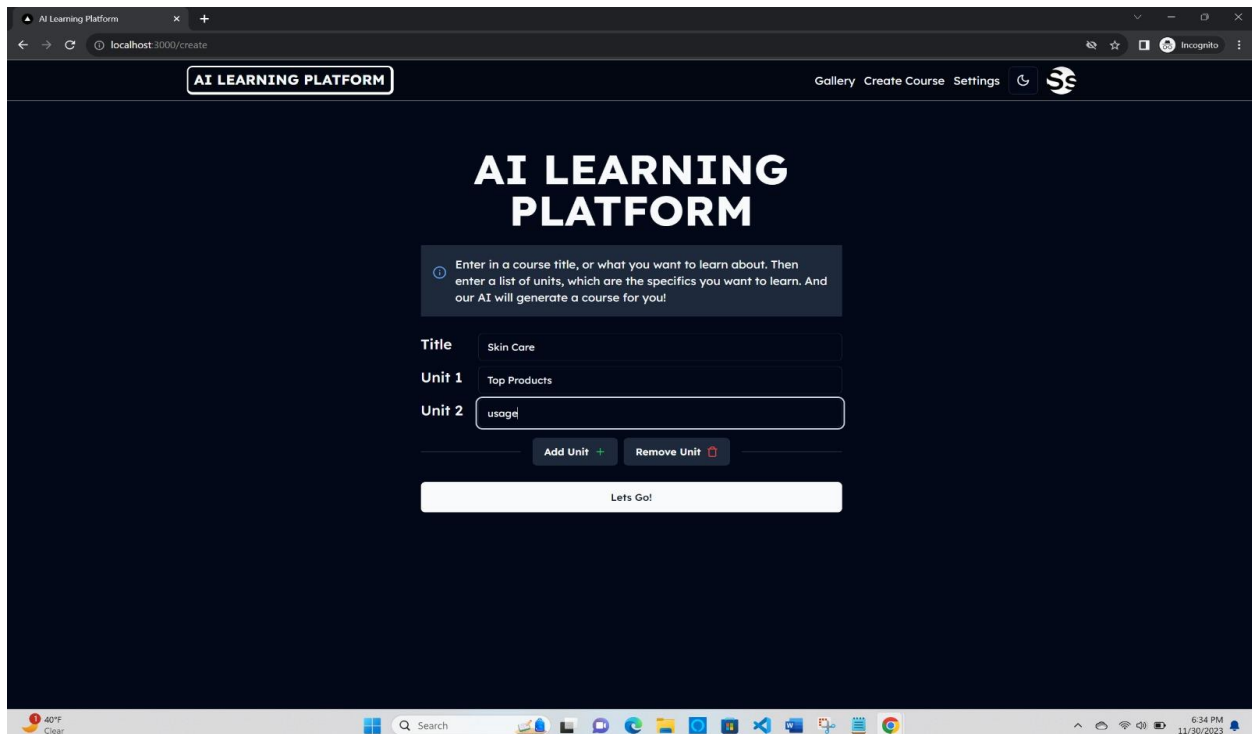 AI Learning Platform
localhost:3000/create
Incognito
AI LEARNING PLATFORM
Gallery Create Course Settings
Ss
AI LEARNING
PLATFORM
Enter in a course title, or what you want to learn about. Then
enter a list of units, which are the specifics you want to learn. And
our AI will generate a course for you!
Title Skin Care
Unit 1 Top Products
Unit 2 usage
Add Unit + Remove Unit
Lets Go!
1
40°F
Clear
Search
6:34 PM
11/30/2023